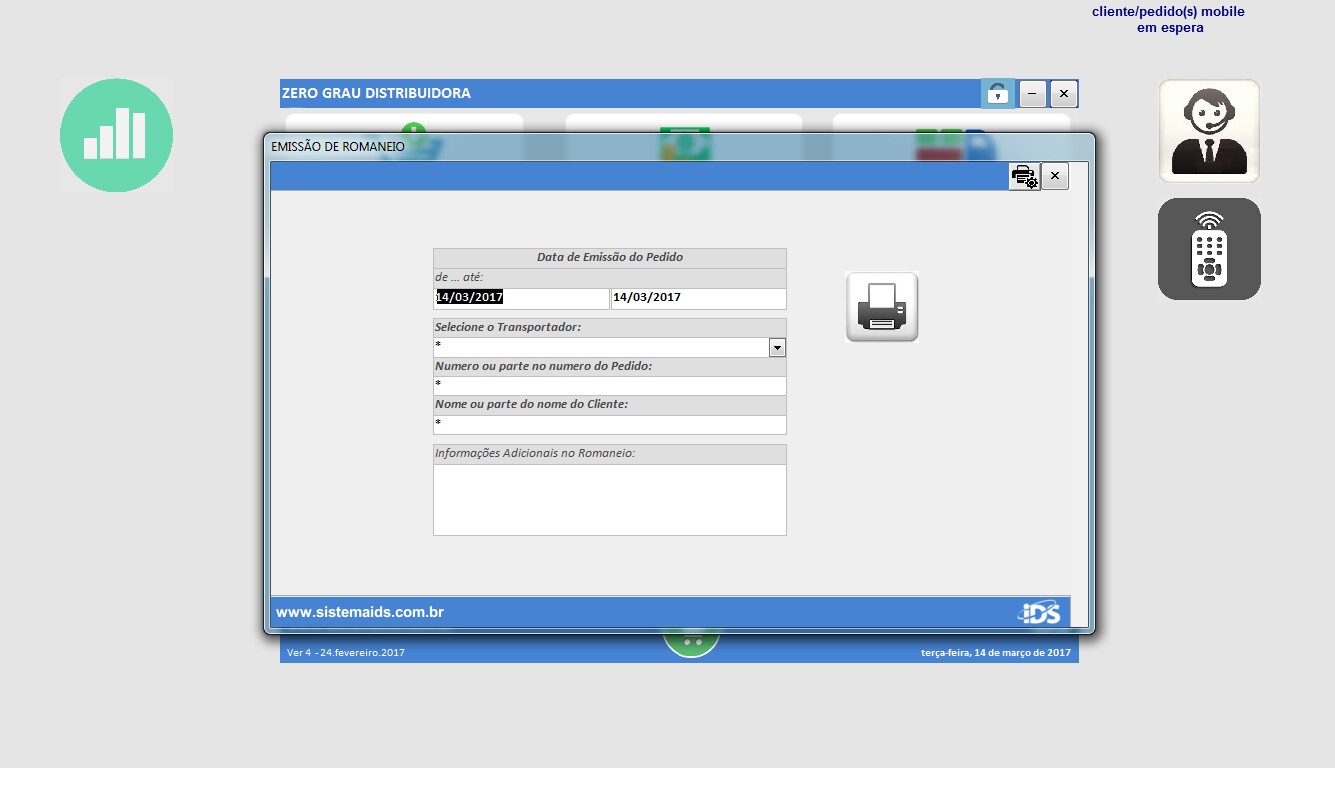 cliente/pedido(s) mobile
em espera
ZERO GRAU DISTRIBUIDORA
EMISSÃO DE ROMANEIO
Data de Emissão do Pedido
de ... até:
14/03/2017 14/03/2017
Selecione o Transportador:
*
Numero ou parte no numero do Pedido:
*
Nome ou parte do nome do Cliente:
*
Informações Adicionais no Romaneio:
www.sistemaids.com.br iDS
Ver 4 - 24.fevereiro.2017 terça-feira, 14 de março de 2017